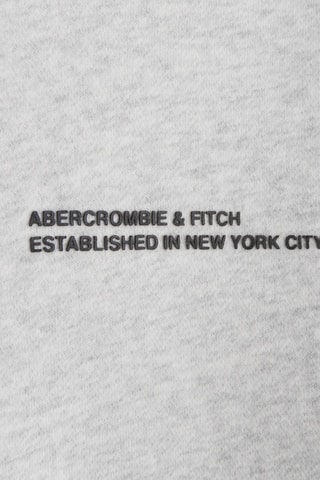 ABERCROMBIE & FITCH
ESTABLISHED IN NEW YORK CITY